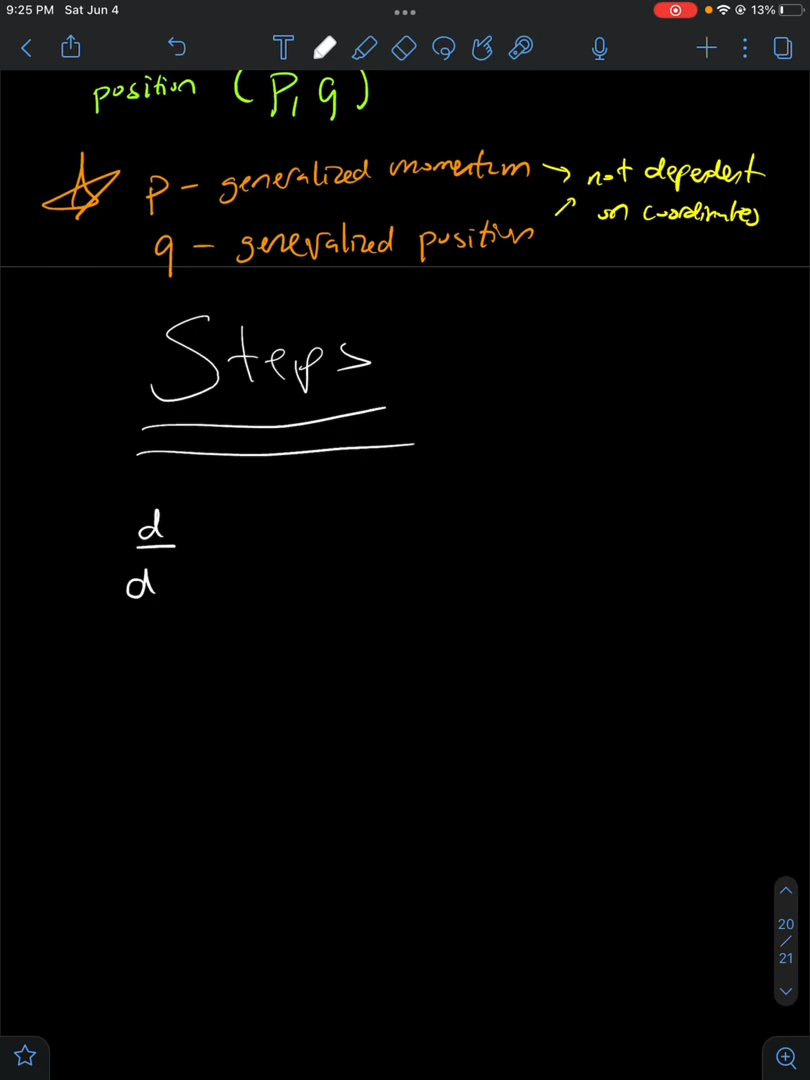 9:25 PM Sat Jun 4
13%
T
position (P, q)
p - generalized momentum → not dependent
q - generalized position ↗ on coordinates
Steps
d
d
20
/
21